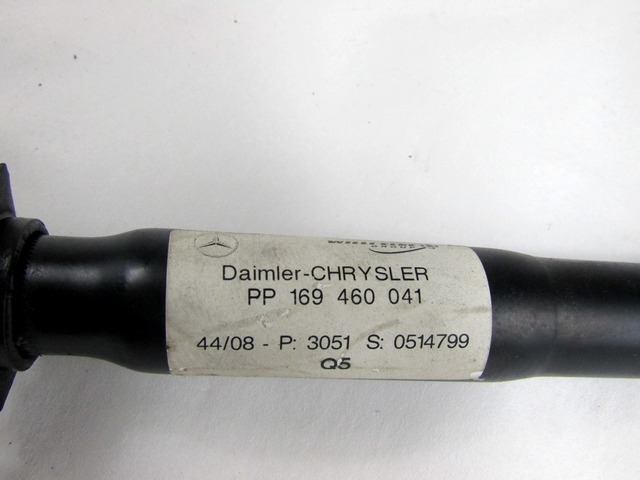 Daimler-CHRYSLER
PP 169 460 041
44/08 - P: 3051 S: 0514799
Q5